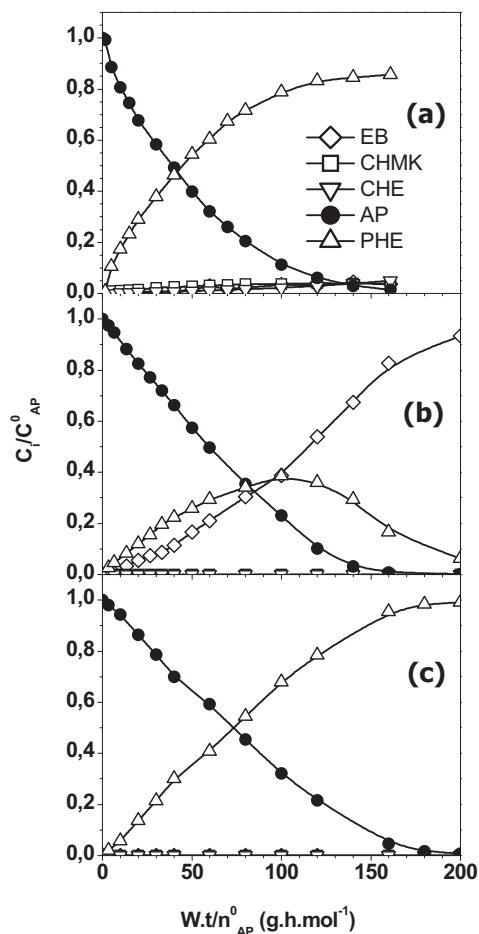 1,0
(a)
0,8
EB
0,6
CHMK
CHE
0,4
AP
PHE
0,2
0,0
1,0
0,8
(b)
0,6
0,4
0,2
0,0
1,0
(c)
0,8
0,6
0,4
0,2
0,0
0 50 100 150 200
C_i/C^0_AP
W.t/n^0_AP (g.h.mol^-1)